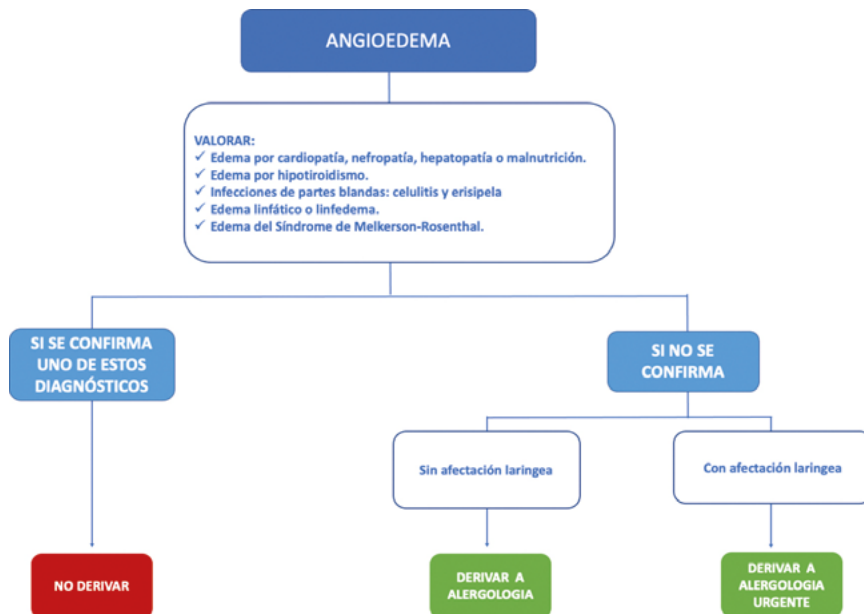 ANGIOEDEMA
VALORAR:
✓ Edema por cardiopatía, nefropatía, hepatopatía o malnutrición.
✓ Edema por hipotiroidismo.
✓ Infecciones de partes blandas: celulitis y erisipela
✓ Edema linfático o linfedema.
✓ Edema del Síndrome de Melkerson-Rosenthal.
SI SE CONFIRMA
UNO DE ESTOS
DIAGNÓSTICOS
SI NO SE
CONFIRMA
Sin afectación laringea
Con afectación laringea
NO DERIVAR
DERIVAR A
ALERGOLOGIA
DERIVAR A
ALERGOLOGIA
URGENTE